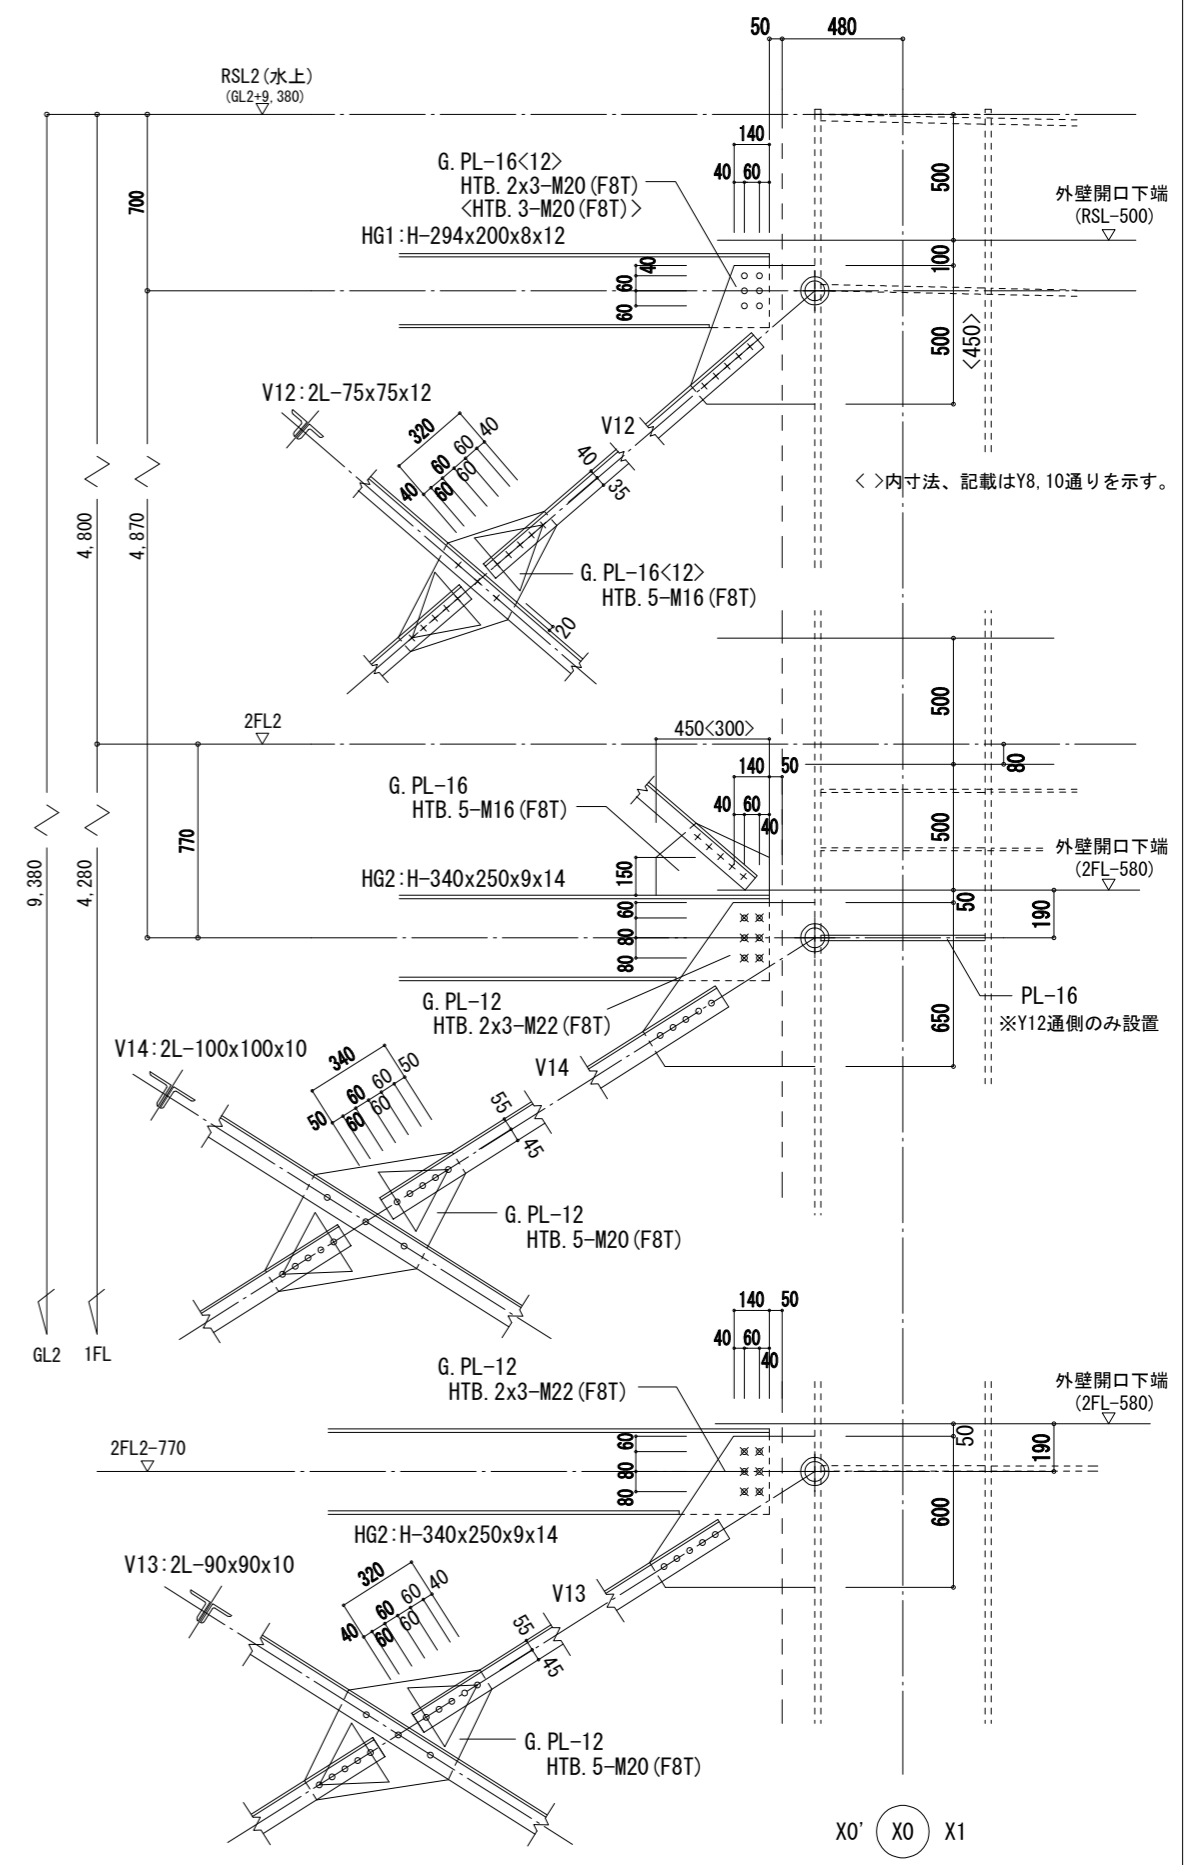 50 480
RSL2(水上)
(GL2+9,380)
140
40 60
G.PL-16<12>
HTB.2x3-M20(F8T)
<HTB.3-M20(F8T)>
700
500
外壁開口下端
(RSL-500)
HG1:H-294x200x8x12
40
60
60
100
500
<450>
V12:2L-75x75x12
V12
320
40 60 60 60 60 40
40
35
< >内寸法、記載はY8,10通りを示す。
4,800
4,870
G.PL-16<12>
HTB.5-M16(F8T)
20
500
2FL2
450<300>
80
140 50
40 60
40
G.PL-16
HTB.5-M16(F8T)
770
500
外壁開口下端
(2FL-580)
9,380
4,280
150
HG2:H-340x250x9x14
50
190
60
80
80
G.PL-12
HTB.2x3-M22(F8T)
PL-16
※Y12通側のみ設置
650
V14:2L-100x100x10
V14
340
50 60 60 60 60 50
55
45
G.PL-12
HTB.5-M20(F8T)
140 50
GL2 1FL
40 60
40
G.PL-12
HTB.2x3-M22(F8T)
外壁開口下端
(2FL-580)
2FL2-770
60
80
80
50
190
600
HG2:H-340x250x9x14
V13:2L-90x90x10
V13
320
40 60 60 60 60 40
55
45
G.PL-12
HTB.5-M20(F8T)
X0' X0 X1